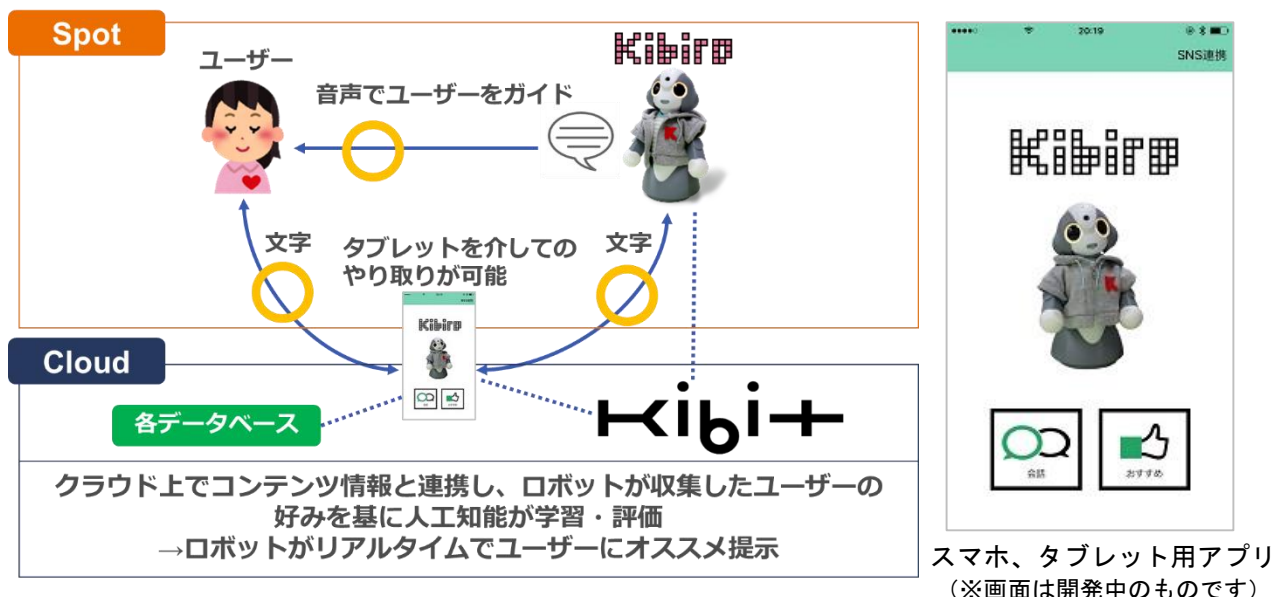 Spot
ユーザー
Kibiro
音声でユーザーをガイド
文字
タブレットを介しての
やり取りが可能
文字
Kibiro
Cloud
各データベース
Kibit
クラウド上でコンテンツ情報と連携し、ロボットが収集したユーザーの
好みを基に人工知能が学習・評価
→ロボットがリアルタイムでユーザーにオススメ提示
20:19
SNS連携
Kibiro
K
会話
おすすめ
スマホ、タブレット用アプリ
（※画面は開発中のものです）